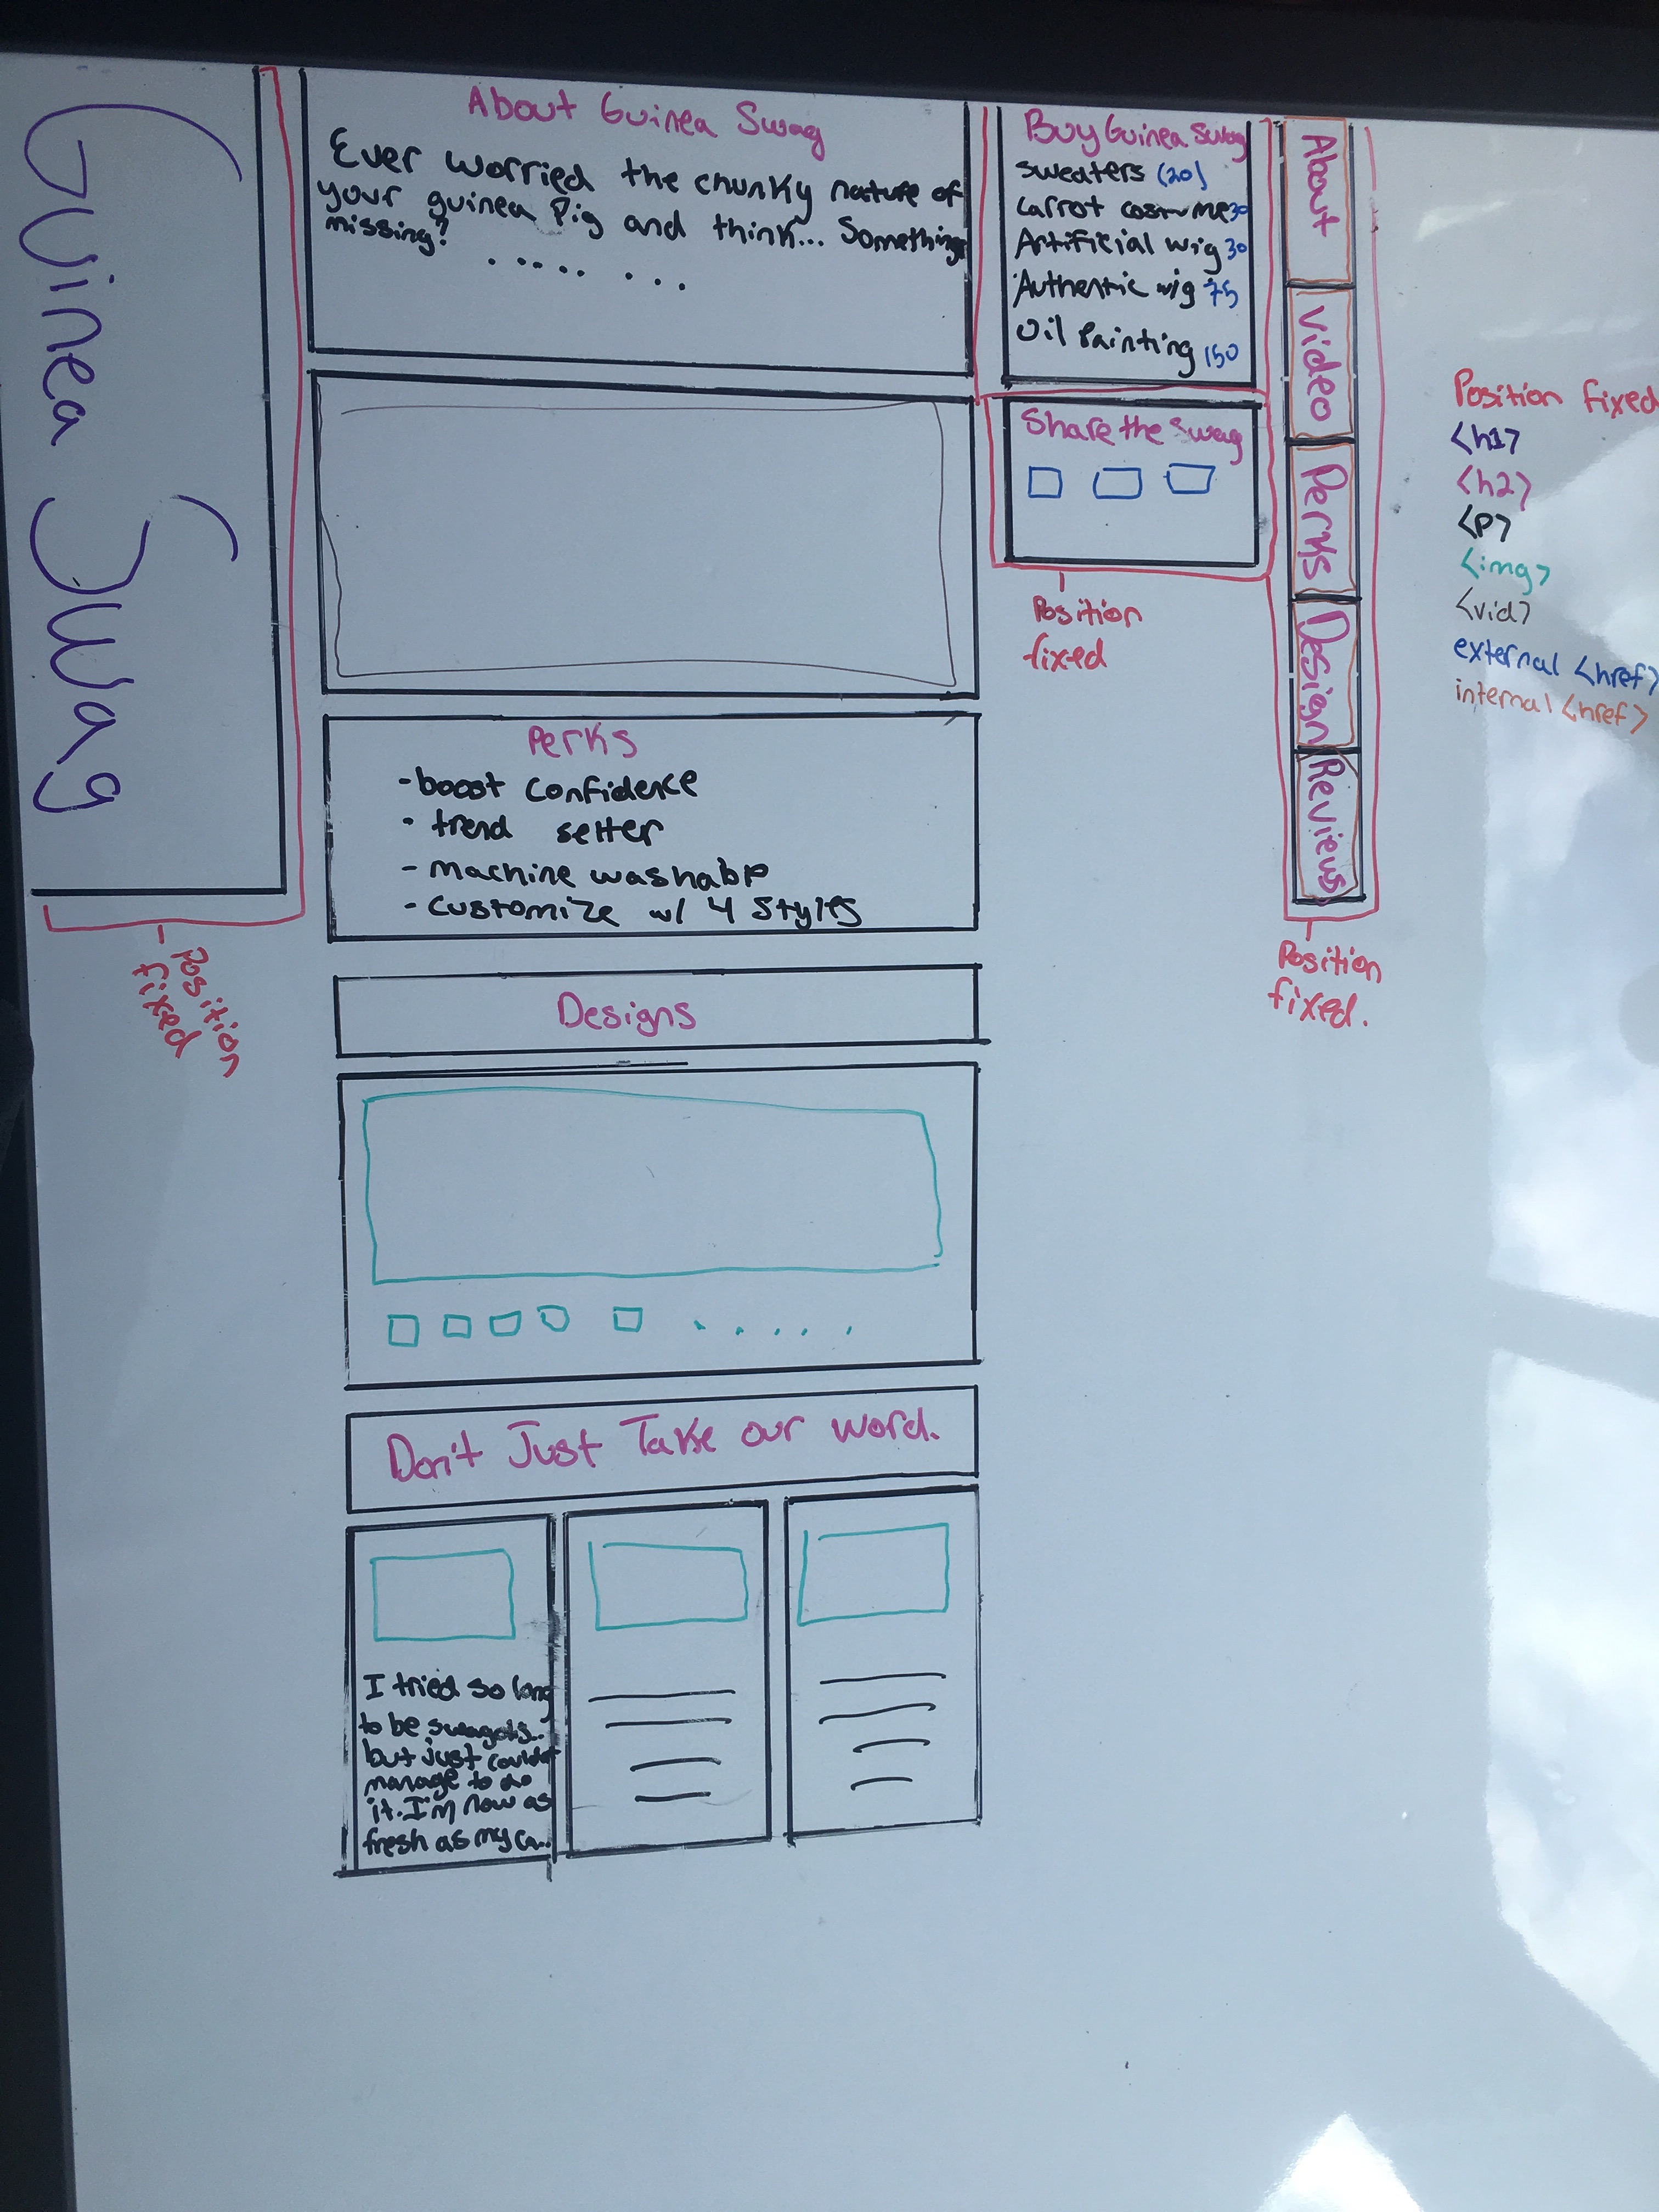 Guinea Swag
Position
fixed
About Guinea Swag
Ever worried the chunky nature of
your guinea pig and think... Something
missing?
Buy Guinea Swag
sweaters (20)
carrot costume 30
Artificial wig 30
Authentic wig 75
Oil Painting 150
Share the Swag
Position
fixed
About
video
Perks
Design
Reviews
Position
fixed.
Position fixed
<h1>
<h2>
<p>
<img>
<vid>
external <href>
internal <href>
Perks
- boost confidence
- trend setter
- machine washable
- customize w/ 4 Styles
Designs
Don't Just Take our word.
I tried so long
to be swagots...
but just couldn't
manage to do
it. I'm now as
fresh as my ca...